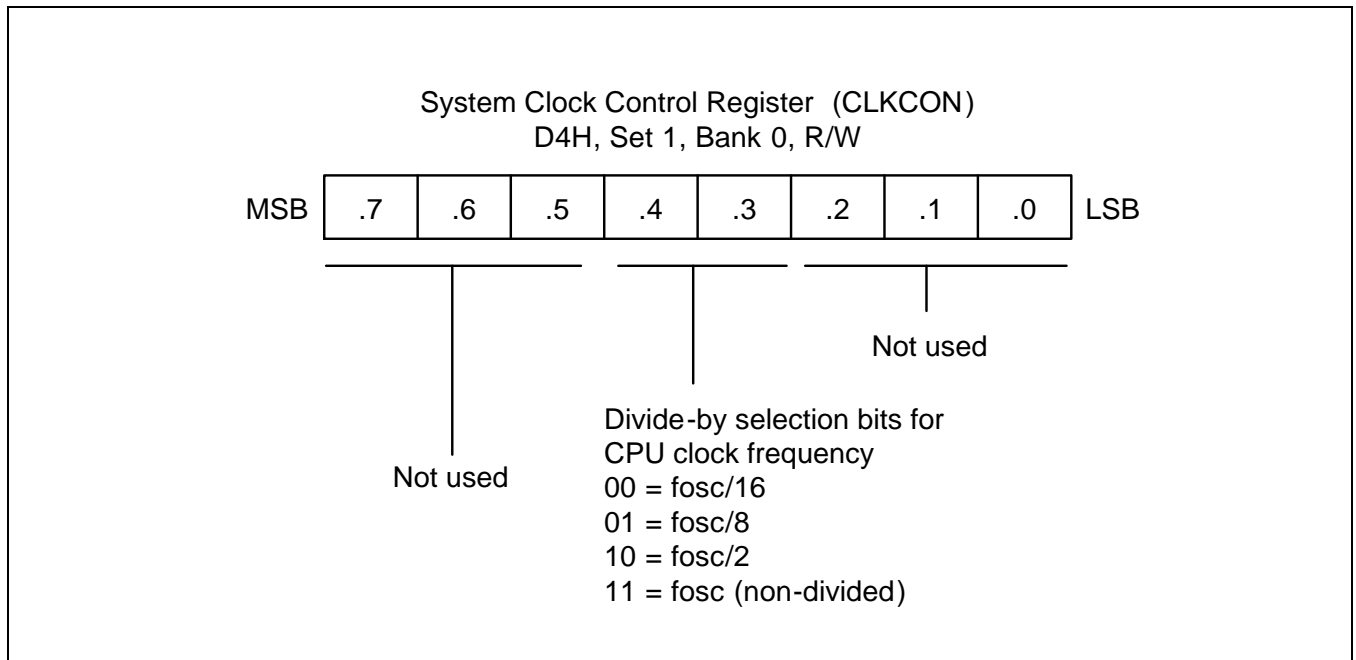 System Clock Control Register (CLKCON)
D4H, Set 1, Bank 0, R/W
MSB .7 .6 .5 .4 .3 .2 .1 .0 LSB
Not used
Divide-by selection bits for
CPU clock frequency
Not used
00 = fosc/16
01 = fosc/8
10 = fosc/2
11 = fosc (non-divided)